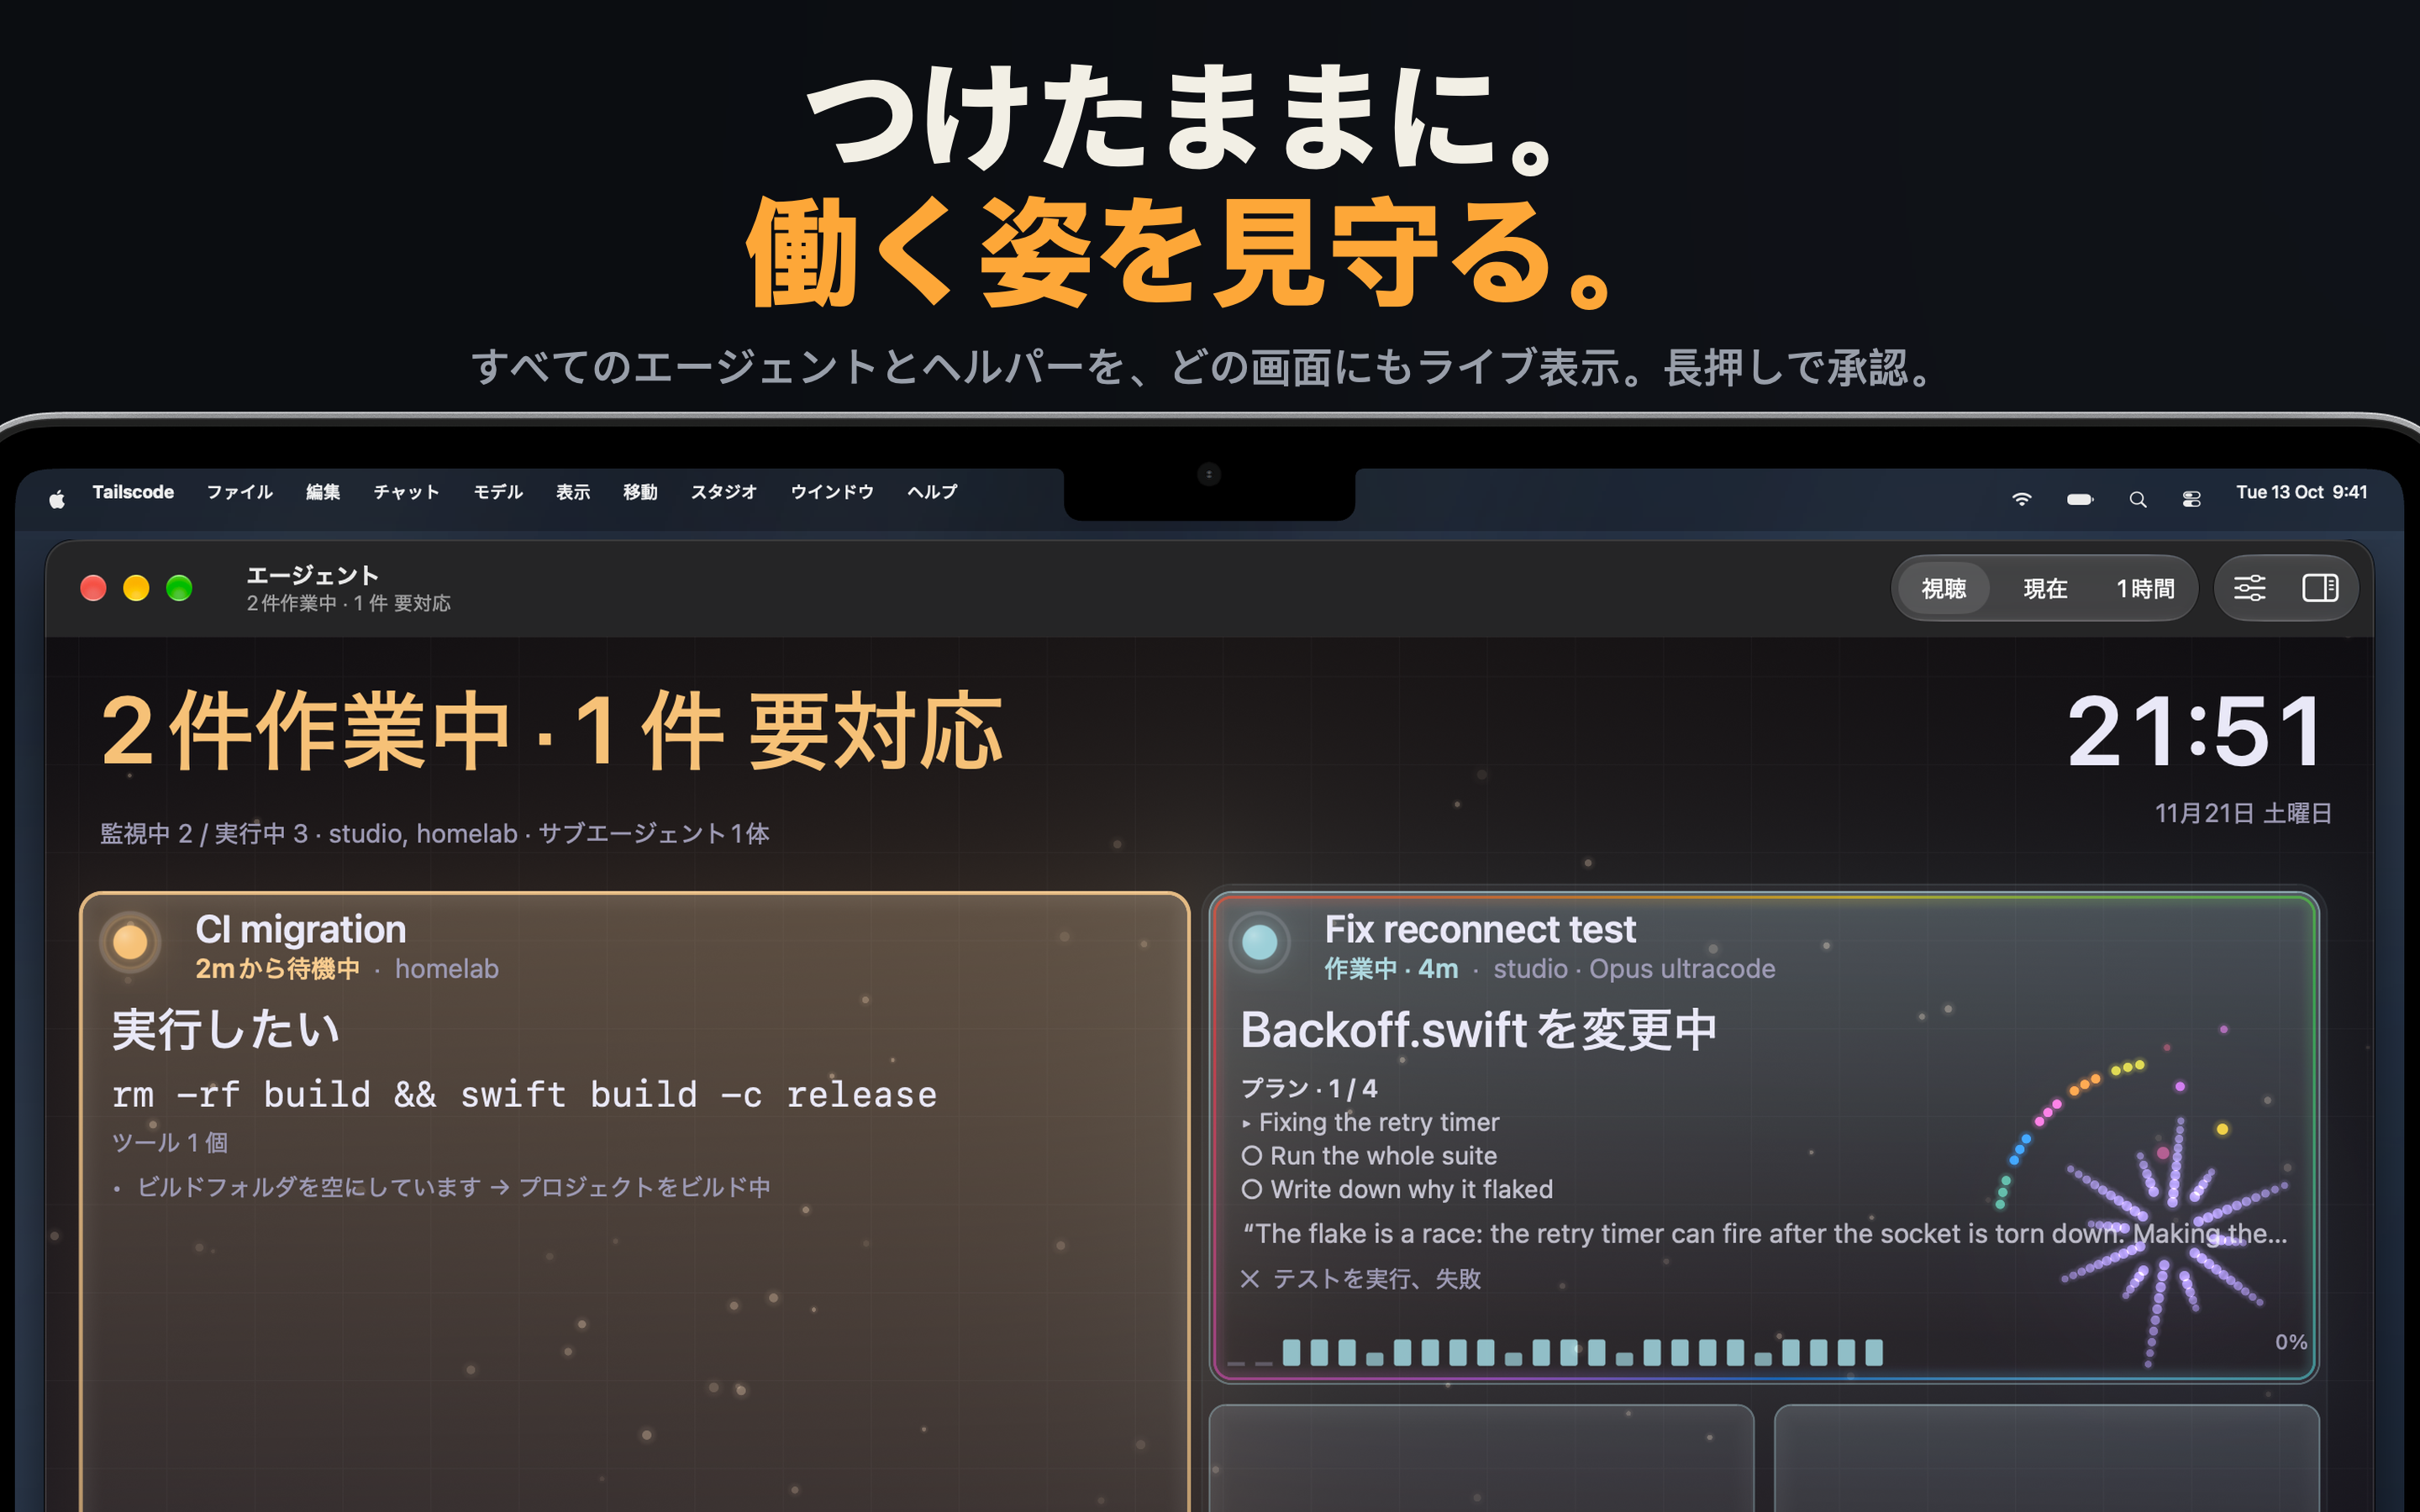 つけたままに。
働く姿を見守る。
すべてのエージェントとヘルパーを、どの画面にもライブ表示。長押しで承認。
Tailscode ファイル 編集 チャット モデル 表示 移動 スタジオ ウインドウ ヘルプ
Tue 13 Oct 9:41
エージェント
2件作業中 · 1 件 要対応
視聴 現在 1時間
2件作業中 · 1 件 要対応
21:51
11月21日 土曜日
監視中 2 / 実行中 3 · studio, homelab · サブエージェント1体
CI migration
2mから待機中 · homelab
実行したい
rm -rf build && swift build -c release
ツール 1 個
• ビルドフォルダを空にしています → プロジェクトをビルド中
Fix reconnect test
作業中 · 4m · studio · Opus ultracode
Backoff.swiftを変更中
プラン · 1 / 4
▸ Fixing the retry timer
○ Run the whole suite
○ Write down why it flaked
“The flake is a race: the retry timer can fire after the socket is torn down. Making the…
× テストを実行、失敗
0%